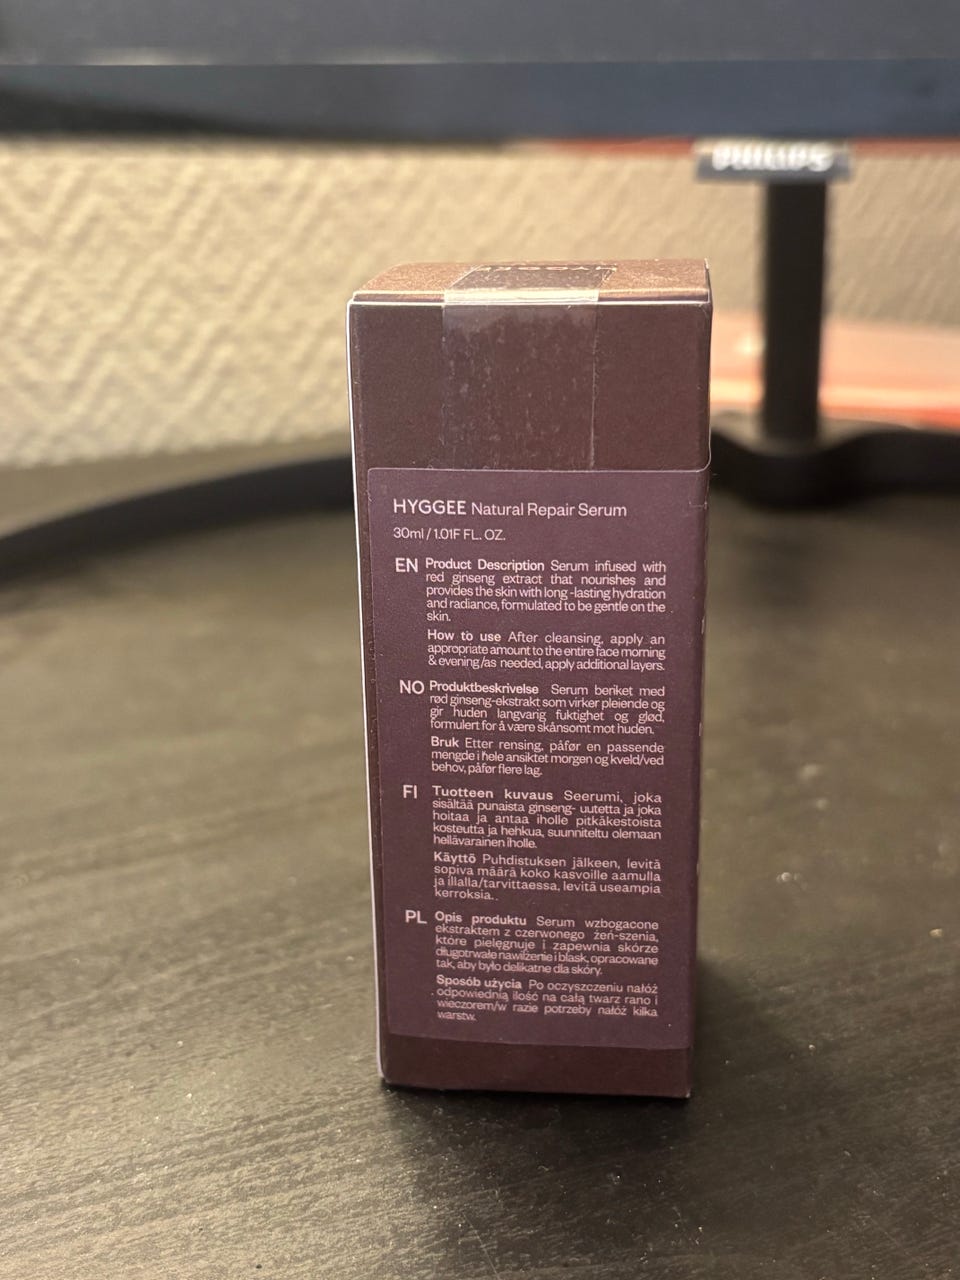 PHILIPS
HYGGEE
HYGGEE Natural Repair Serum
30ml / 1.01F FL. OZ.
EN Product Description Serum infused with
red ginseng extract that nourishes and
provides the skin with long -lasting hydration
and radiance, formulated to be gentle on the
skin.
How to use After cleansing, apply an
appropriate amount to the entire face morning
& evening/as needed, apply additional layers.
NO Produktbeskrivelse Serum beriket med
rød ginseng-ekstrakt som virker pleiende og
gir huden langvarig fuktighet og glød,
formulert for å være skånsomt mot huden.
Bruk Etter rensing, påfør en passende
mengde i hele ansiktet morgen og kveld/ved
behov, påfør flere lag.
FI Tuotteen kuvaus Seerumi, joka
sisältää punaista ginseng- uutetta ja joka
hoitaa ja antaa iholle pitkäkestoista
kosteutta ja hehkua, suunniteltu olemaan
hellävarainen iholle.
Käyttö Puhdistuksen jälkeen, levitä
sopiva määrä koko kasvoille aamulla
ja illalla/tarvittaessa, levitä useampia
kerroksia..
PL Opis produktu Serum wzbogacone
ekstraktem z czerwonego żeń-szenia,
które pielęgnuje i zapewnia skórze
długotrwałe nawilżenie i blask, opracowane
tak, aby było delikatne dla skóry.
Sposób użycia Po oczyszczeniu nałóż
odpowiednią ilość na całą twarz rano i
wieczorem/w razie potrzeby nałóż kilka
warstw.